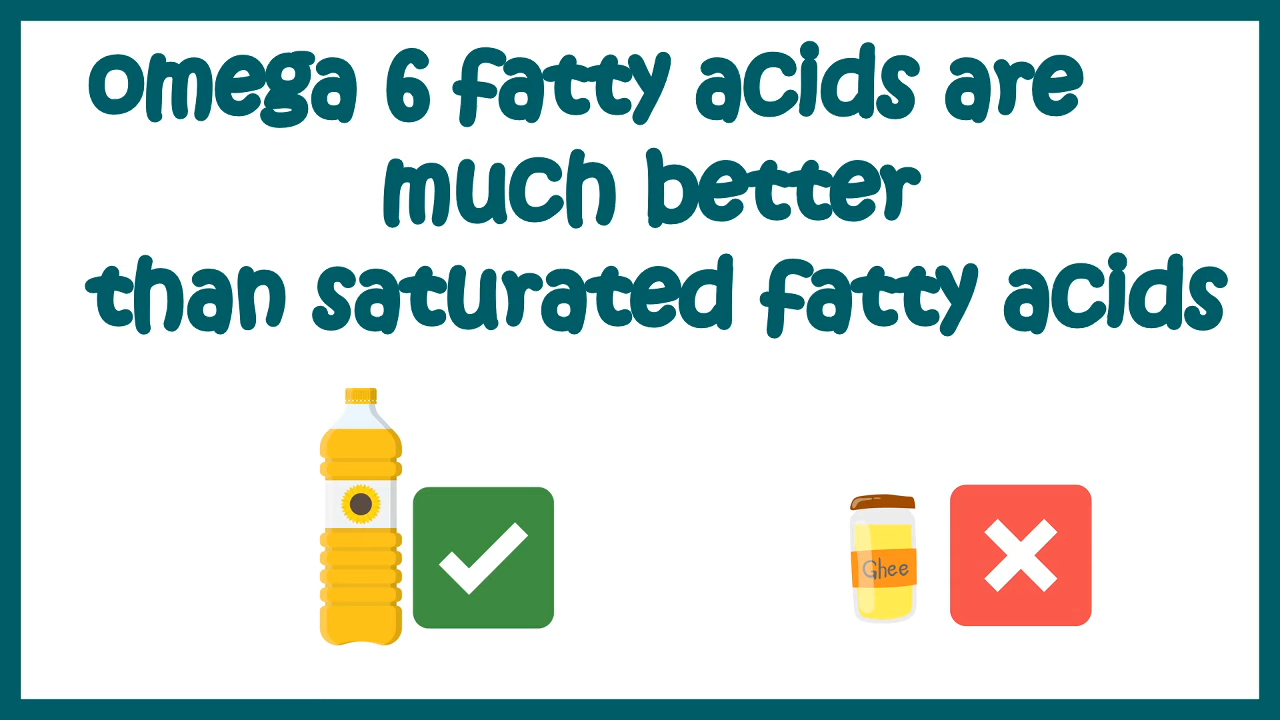 omega 6 fatty acids are
much better
than saturated fatty acids
Ghee